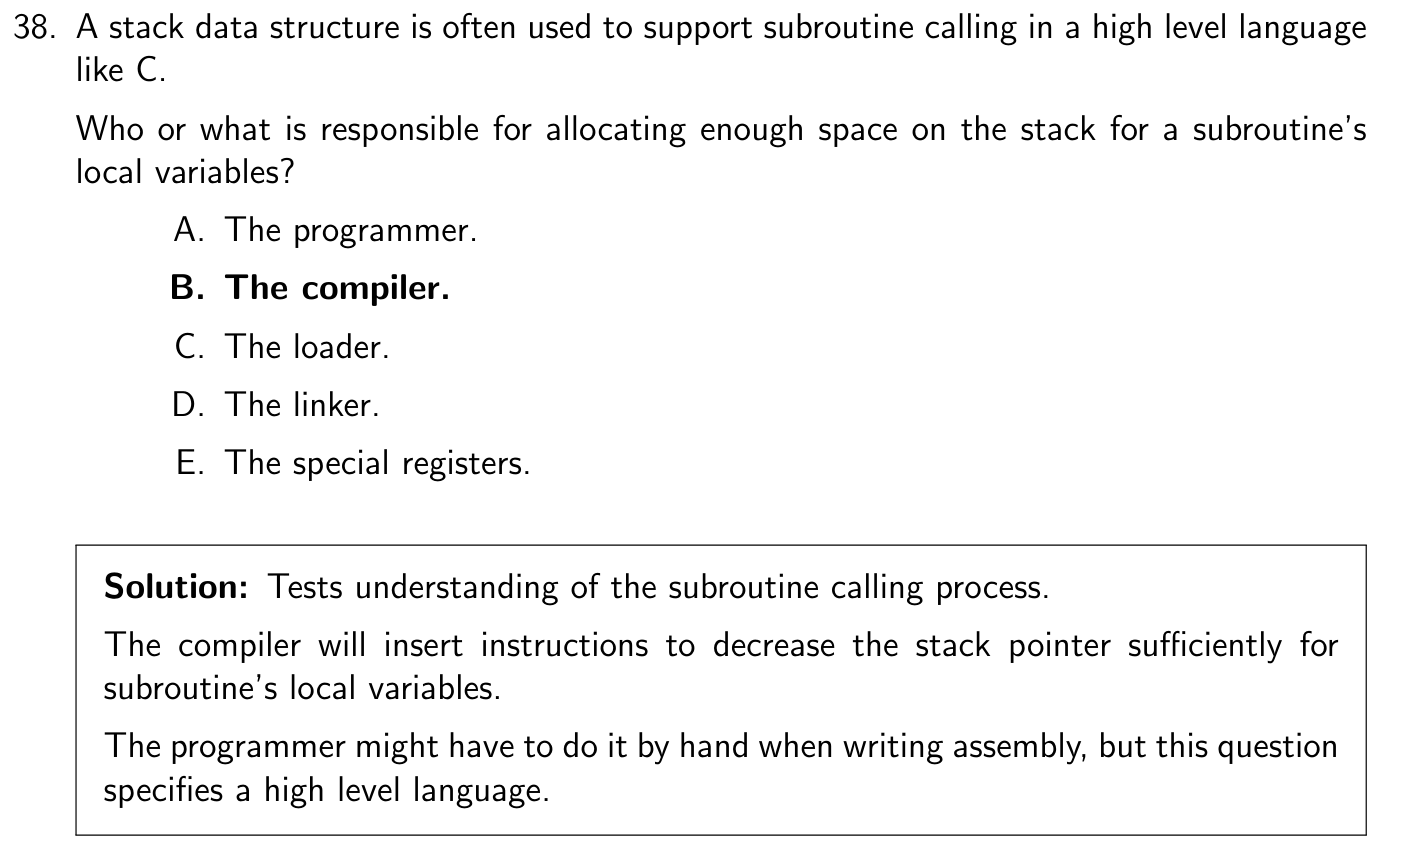 38. A stack data structure is often used to support subroutine calling in a high level language
like C.
Who or what is responsible for allocating enough space on the stack for a subroutine's
local variables?
A. The programmer.
B. The compiler.
C. The loader.
D. The linker.
E. The special registers.
Solution: Tests understanding of the subroutine calling process.
The compiler will insert instructions to decrease the stack pointer sufficiently for
subroutine's local variables.
The programmer might have to do it by hand when writing assembly, but this question
specifies a high level language.